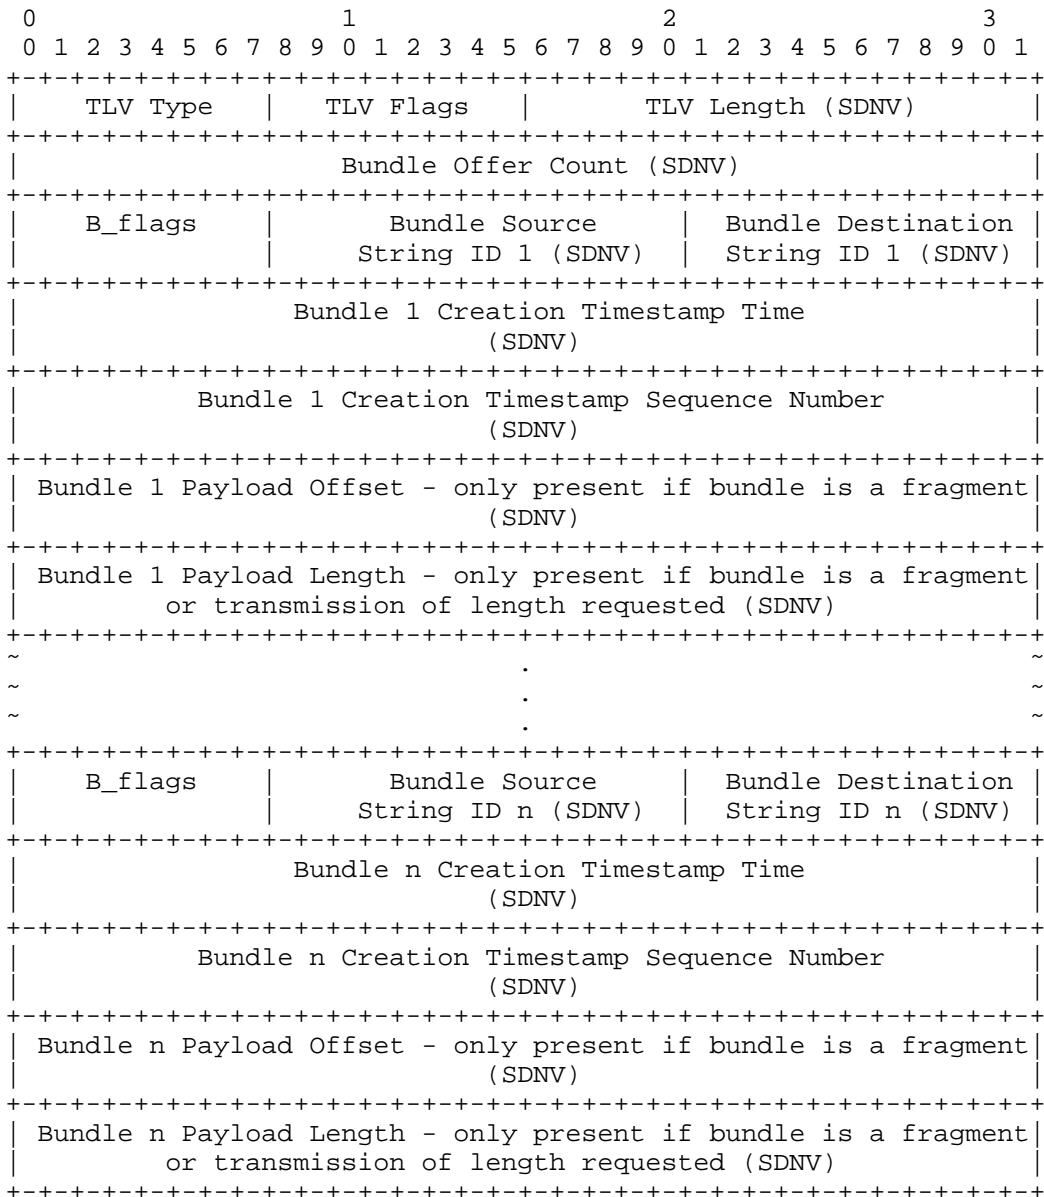 0                   1                   2                   3
 0 1 2 3 4 5 6 7 8 9 0 1 2 3 4 5 6 7 8 9 0 1 2 3 4 5 6 7 8 9 0 1
+-+-+-+-+-+-+-+-+-+-+-+-+-+-+-+-+-+-+-+-+-+-+-+-+-+-+-+-+-+-+-+-+
|    TLV Type   |   TLV Flags   |       TLV Length (SDNV)       |
+-+-+-+-+-+-+-+-+-+-+-+-+-+-+-+-+-+-+-+-+-+-+-+-+-+-+-+-+-+-+-+-+
|                    Bundle Offer Count (SDNV)                  |
+-+-+-+-+-+-+-+-+-+-+-+-+-+-+-+-+-+-+-+-+-+-+-+-+-+-+-+-+-+-+-+-+
|    B_flags    |       Bundle Source     |  Bundle Destination |
|               |     String ID 1 (SDNV)  |  String ID 1 (SDNV) |
+-+-+-+-+-+-+-+-+-+-+-+-+-+-+-+-+-+-+-+-+-+-+-+-+-+-+-+-+-+-+-+-+
|                 Bundle 1 Creation Timestamp Time              |
|                             (SDNV)                            |
+-+-+-+-+-+-+-+-+-+-+-+-+-+-+-+-+-+-+-+-+-+-+-+-+-+-+-+-+-+-+-+-+
|           Bundle 1 Creation Timestamp Sequence Number         |
|                             (SDNV)                            |
+-+-+-+-+-+-+-+-+-+-+-+-+-+-+-+-+-+-+-+-+-+-+-+-+-+-+-+-+-+-+-+-+
| Bundle 1 Payload Offset - only present if bundle is a fragment|
|                             (SDNV)                            |
+-+-+-+-+-+-+-+-+-+-+-+-+-+-+-+-+-+-+-+-+-+-+-+-+-+-+-+-+-+-+-+-+
| Bundle 1 Payload Length - only present if bundle is a fragment|
|         or transmission of length requested (SDNV)            |
+-+-+-+-+-+-+-+-+-+-+-+-+-+-+-+-+-+-+-+-+-+-+-+-+-+-+-+-+-+-+-+-+
~                               .                               ~
~                               .                               ~
~                               .                               ~
+-+-+-+-+-+-+-+-+-+-+-+-+-+-+-+-+-+-+-+-+-+-+-+-+-+-+-+-+-+-+-+-+
|    B_flags    |       Bundle Source     |  Bundle Destination |
|               |     String ID n (SDNV)  |  String ID n (SDNV) |
+-+-+-+-+-+-+-+-+-+-+-+-+-+-+-+-+-+-+-+-+-+-+-+-+-+-+-+-+-+-+-+-+
|                 Bundle n Creation Timestamp Time              |
|                             (SDNV)                            |
+-+-+-+-+-+-+-+-+-+-+-+-+-+-+-+-+-+-+-+-+-+-+-+-+-+-+-+-+-+-+-+-+
|           Bundle n Creation Timestamp Sequence Number         |
|                             (SDNV)                            |
+-+-+-+-+-+-+-+-+-+-+-+-+-+-+-+-+-+-+-+-+-+-+-+-+-+-+-+-+-+-+-+-+
| Bundle n Payload Offset - only present if bundle is a fragment|
|                             (SDNV)                            |
+-+-+-+-+-+-+-+-+-+-+-+-+-+-+-+-+-+-+-+-+-+-+-+-+-+-+-+-+-+-+-+-+
| Bundle n Payload Length - only present if bundle is a fragment|
|         or transmission of length requested (SDNV)            |
+-+-+-+-+-+-+-+-+-+-+-+-+-+-+-+-+-+-+-+-+-+-+-+-+-+-+-+-+-+-+-+-+